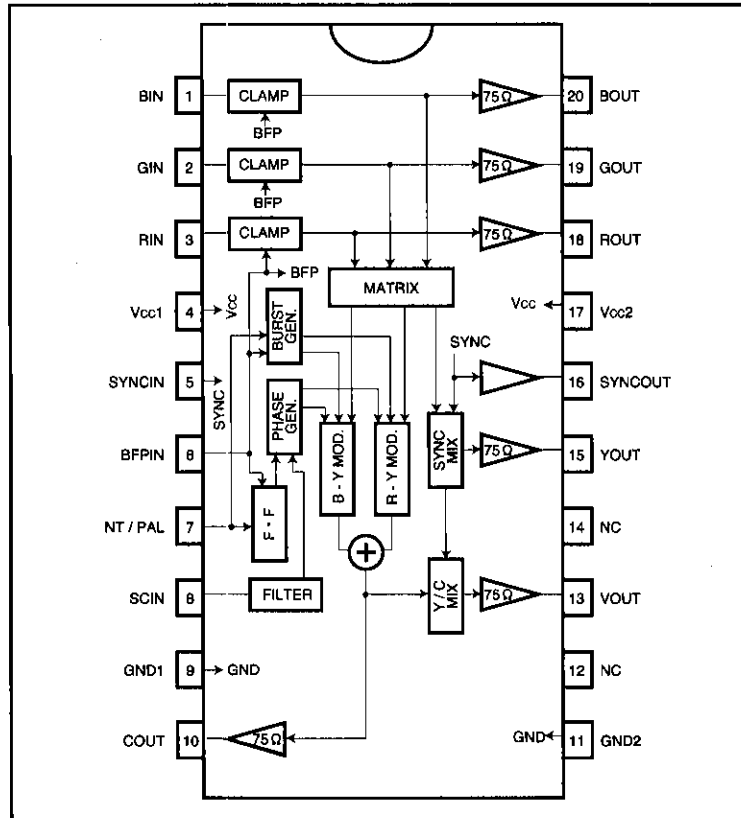 BIN 1 CLAMP 75Ω 20 BOUT
BFP
GIN 2 CLAMP 75Ω 19 GOUT
BFP
RIN 3 CLAMP 75Ω 18 ROUT
BFP
MATRIX
Vcc1 4 Vcc BURST GEN. Vcc 17 Vcc2
SYNC
SYNCIN 5 SYNC PHASE GEN. 16 SYNCOUT
BFPIN 6 B - Y MOD. R - Y MOD. SYNC MIX 75Ω 15 YOUT
NT / PAL 7 F - F 14 NC
+
SCIN 8 FILTER Y / C MIX 75Ω 13 VOUT
GND1 9 GND 12 NC
COUT 10 75Ω GND 11 GND2